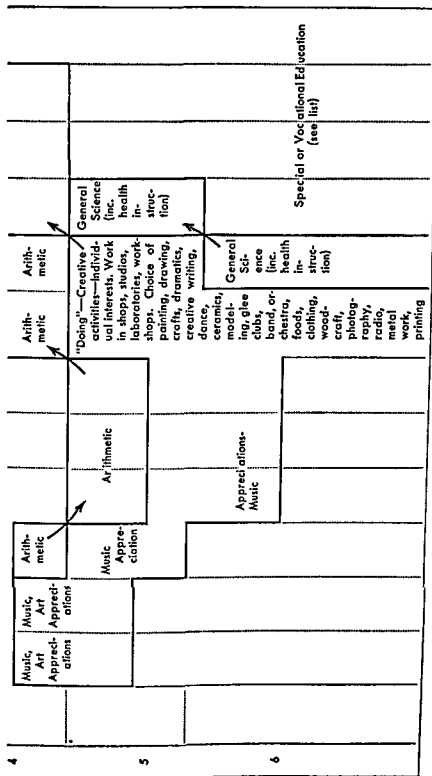 4
Music,
Art
Appreci-
ations
Music,
Art
Appreci-
ations
Arith-
metic
Arith-
metic
Arith-
metic
5
Music
Appre-
ciation
Arithmetic
"Doing"—Creative
activities—Individ-
ual interests. Work
in shops, studios,
laboratories, work-
shops. Choice of
painting, drawing,
crafts, dramatics,
creative writing,
dance,
ceramics,
model-
ing, glee
clubs,
band, or-
chestra,
foods,
clothing,
wood-
craft,
photog-
raphy,
radio,
metal
work,
printing
General
Science
(inc.
health
in-
struc-
tion)
6
Appreciations-
Music
General
Sci-
ence
(inc.
health
in-
struc-
tion)
Special or Vocational Education
(see list)